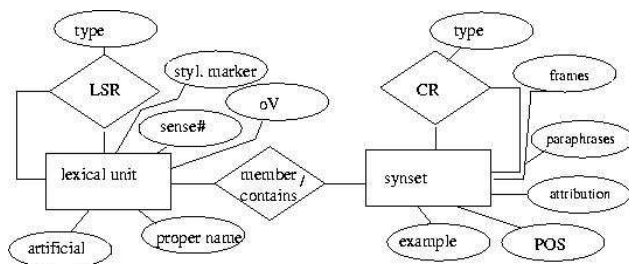 type
type
styl. marker
frames
LSR
CR
oV
sense#
paraphrases
lexical unit
member/
contains
synset
attribution
artificial
proper name
example
POS